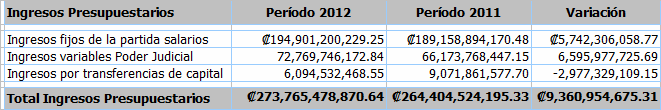 Ingresos Presupuestarios Período 2012 Período 2011 Variación
Ingresos fijos de la partida salarios ₡194,901,200,229.25 ₡189,158,894,170.48 ₡5,742,306,058.77
Ingresos variables Poder Judicial 72,769,746,172.84 66,173,768,447.15 6,595,977,725.69
Ingresos por transferencias de capital 6,094,532,468.55 9,071,861,577.70 -2,977,329,109.15
Total Ingresos Presupuestarios ₡273,765,478,870.64 ₡264,404,524,195.33 ₡9,360,954,675.31